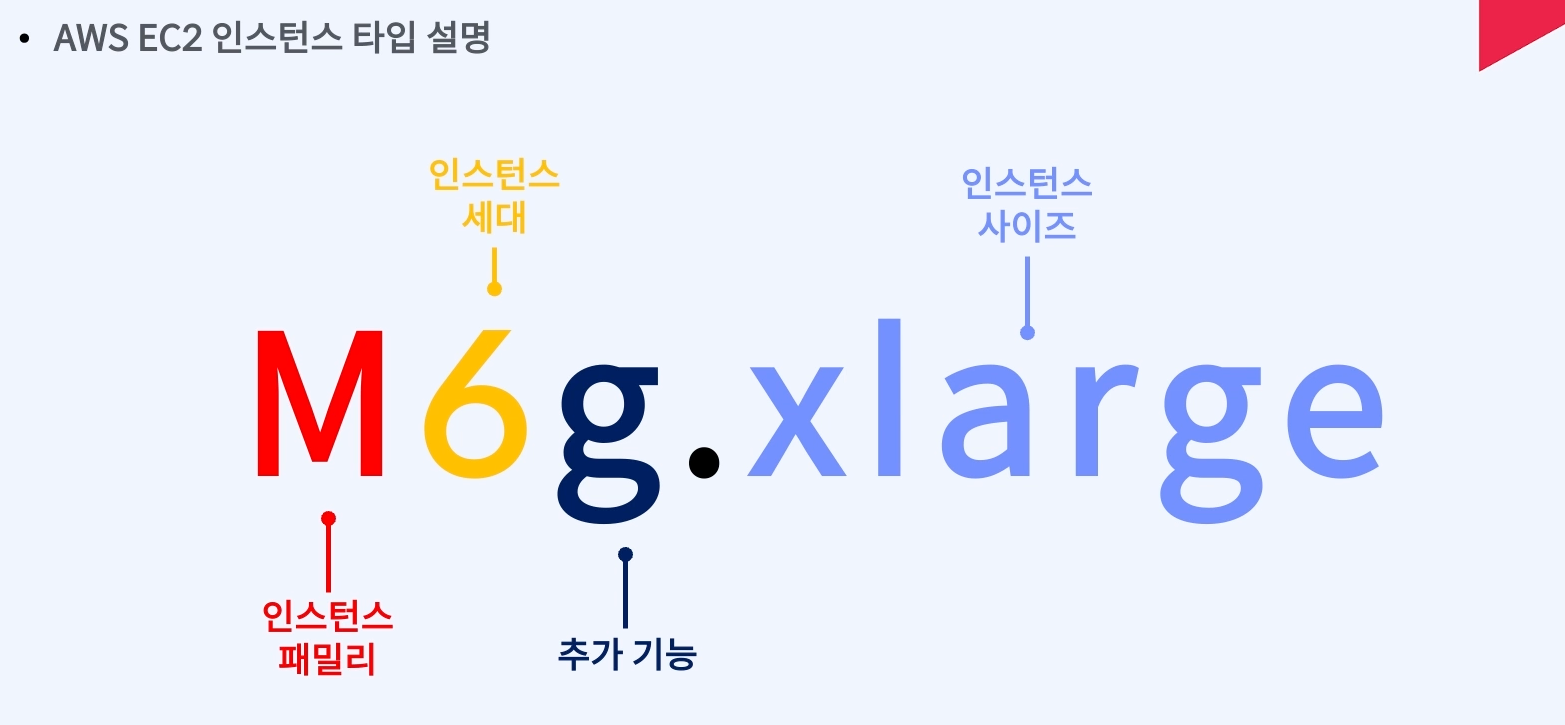 • AWS EC2 인스턴스 타입 설명
인스턴스
세대
인스턴스
사이즈
M6g.xlarge
인스턴스
패밀리
추가 기능